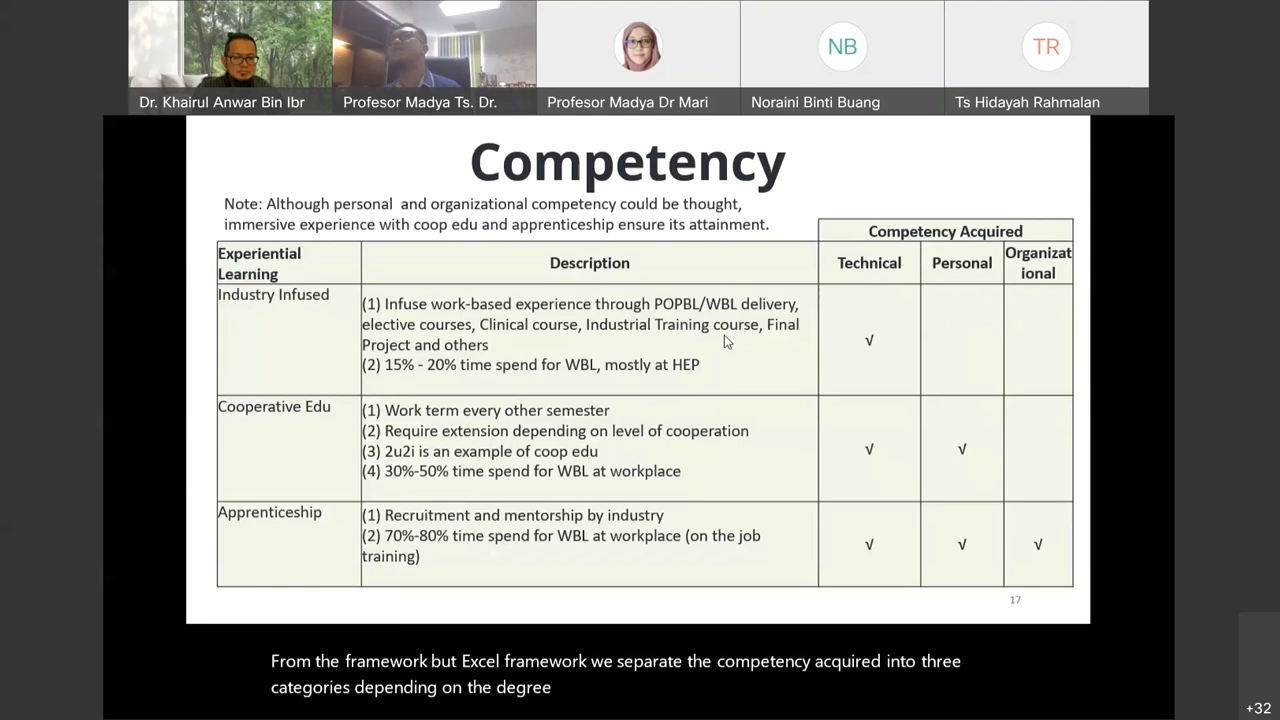 Dr. Khairul Anwar Bin Ibr
Profesor Madya Ts. Dr.
Profesor Madya Dr Mari
NB
Noraini Binti Buang
TR
Ts Hidayah Rahmalan
Competency
Note: Although personal and organizational competency could be thought,
immersive experience with coop edu and apprenticeship ensure its attainment.
Competency Acquired
Experiential
Learning
Description
Technical
Personal
Organizat
ional
Industry Infused
(1) Infuse work-based experience through POPBL/WBL delivery,
elective courses, Clinical course, Industrial Training course, Final
Project and others
(2) 15% - 20% time spend for WBL, mostly at HEP
√
Cooperative Edu
(1) Work term every other semester
(2) Require extension depending on level of cooperation
(3) 2u2i is an example of coop edu
(4) 30%-50% time spend for WBL at workplace
√ √
Apprenticeship
(1) Recruitment and mentorship by industry
(2) 70%-80% time spend for WBL at workplace (on the job
training)
√ √ √
17
From the framework but Excel framework we separate the competency acquired into three
categories depending on the degree
+32